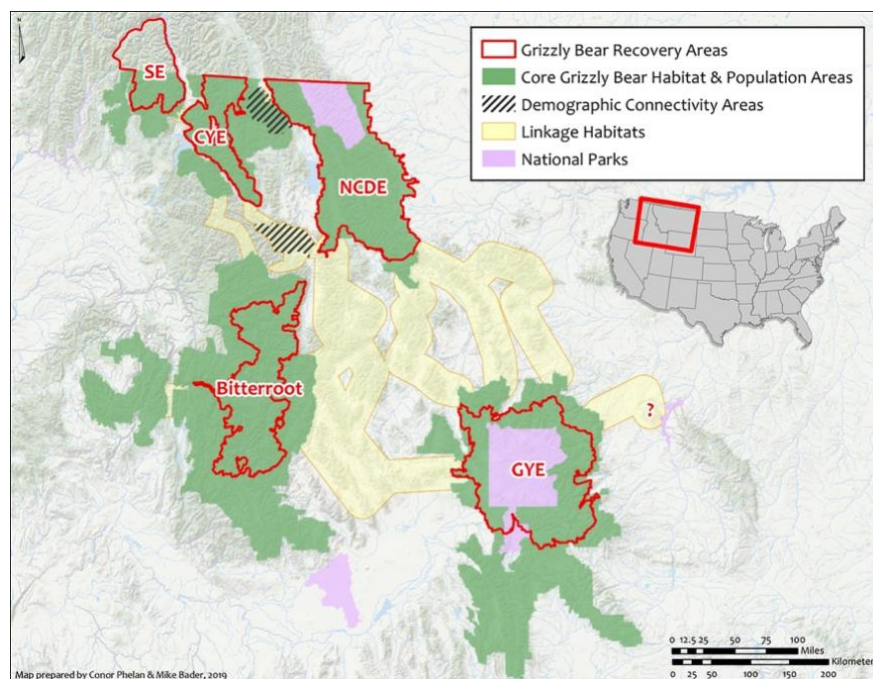 N
Grizzly Bear Recovery Areas
Core Grizzly Bear Habitat & Population Areas
Demographic Connectivity Areas
Linkage Habitats
National Parks
SE
CYE
NCDE
Bitterroot
?
GYE
0 12.5 25 50 75 100
Miles
Kilometers
0 25 50 100 150 200
Map prepared by Conor Phelan & Mike Bader, 2019